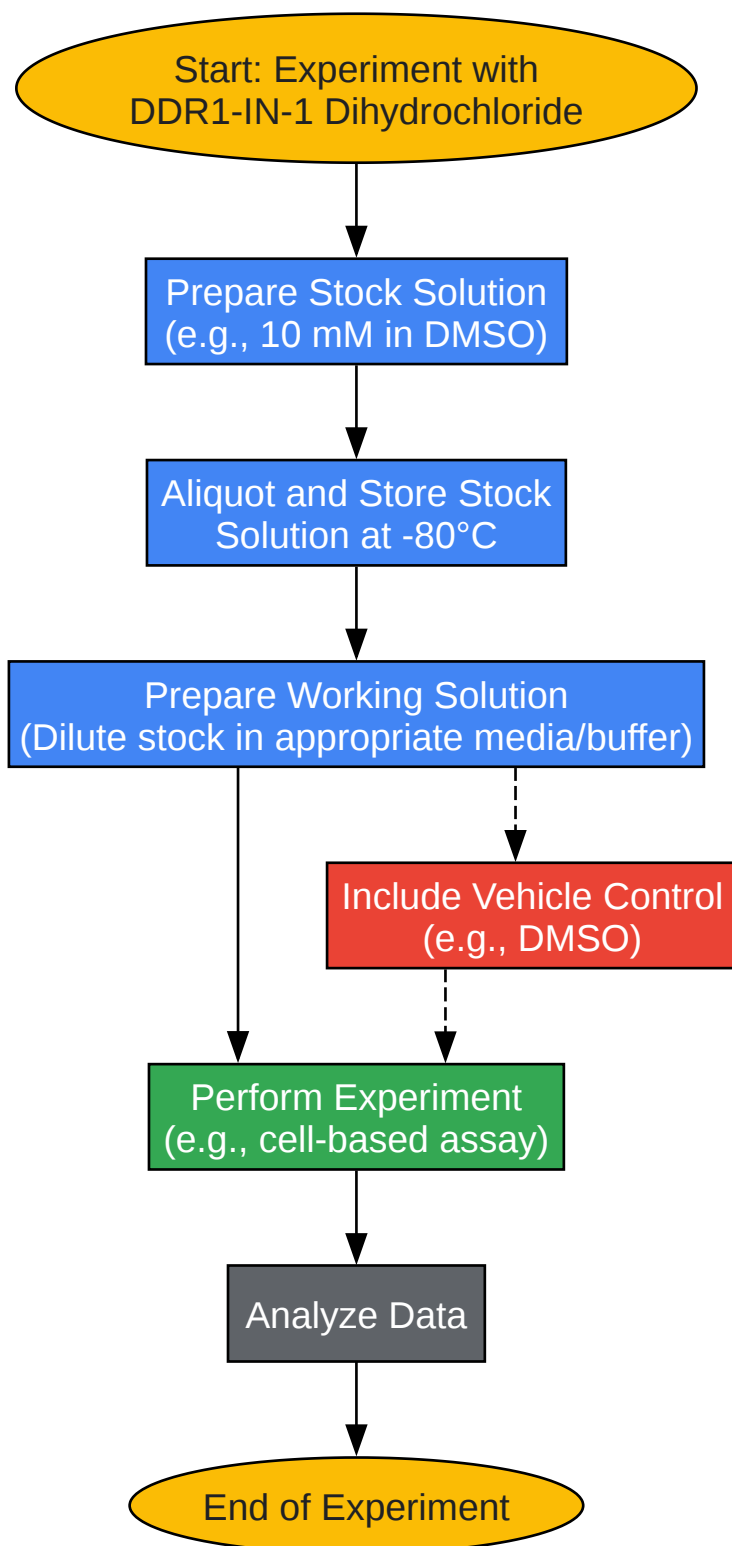 Start: Experiment with
DDR1-IN-1 Dihydrochloride
Prepare Stock Solution
(e.g., 10 mM in DMSO)
Aliquot and Store Stock
Solution at -80°C
Prepare Working Solution
(Dilute stock in appropriate media/buffer)
Include Vehicle Control
(e.g., DMSO)
Perform Experiment
(e.g., cell-based assay)
Analyze Data
End of Experiment